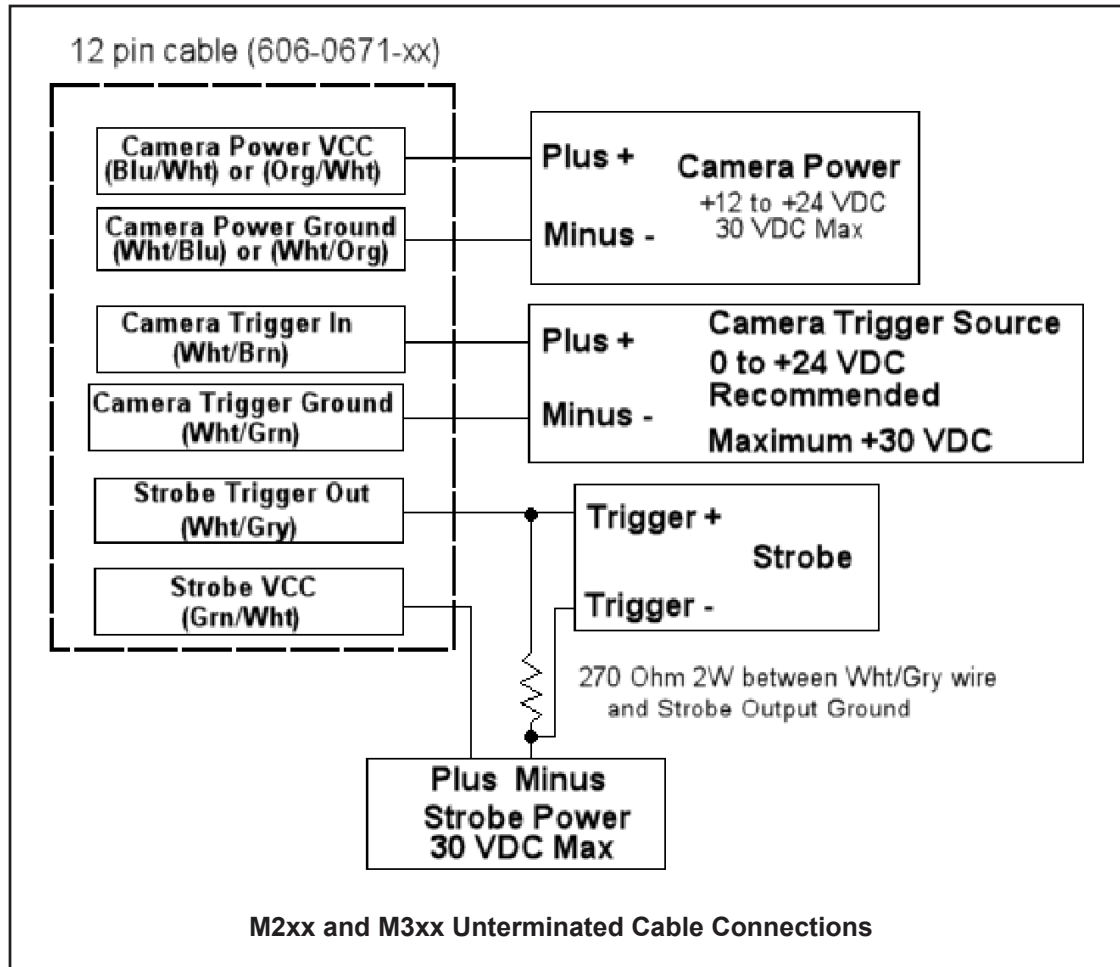 12 pin cable (606-0671-xx)
Camera Power VCC
(Blu/Wht) or (Org/Wht)
Camera Power Ground
(Wht/Blu) or (Wht/Org)
Camera Trigger In
(Wht/Brn)
Camera Trigger Ground
(Wht/Grn)
Strobe Trigger Out
(Wht/Gry)
Strobe VCC
(Grn/Wht)
Plus +
Minus -
Camera Power
+12 to +24 VDC
30 VDC Max
Plus +
Minus -
Camera Trigger Source
0 to +24 VDC
Recommended
Maximum +30 VDC
Trigger +
Strobe
Trigger -
270 Ohm 2W between Wht/Gry wire
and Strobe Output Ground
Plus Minus
Strobe Power
30 VDC Max
M2xx and M3xx Unterminated Cable Connections